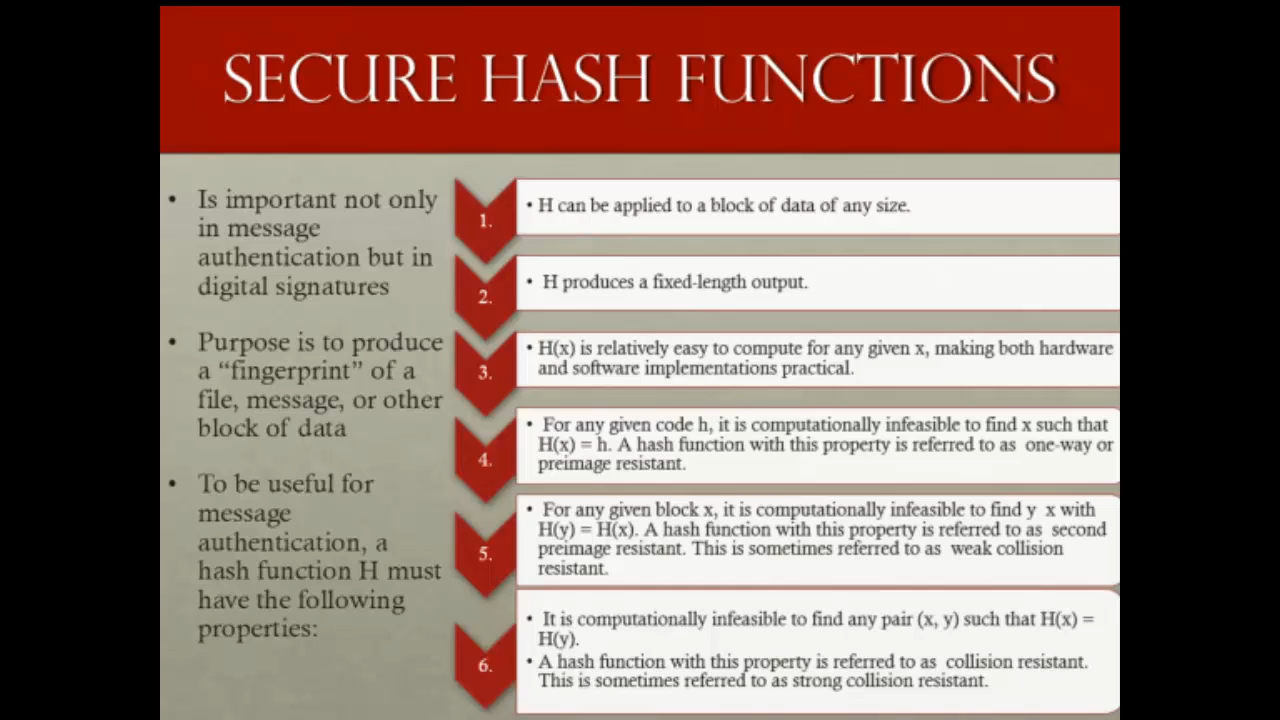 SECURE HASH FUNCTIONS
• Is important not only
in message
authentication but in
digital signatures
• Purpose is to produce
a “fingerprint” of a
file, message, or other
block of data
• To be useful for
message
authentication, a
hash function H must
have the following
properties:
1.
• H can be applied to a block of data of any size.
2.
• H produces a fixed-length output.
3.
• H(x) is relatively easy to compute for any given x, making both hardware
and software implementations practical.
4.
• For any given code h, it is computationally infeasible to find x such that
H(x) = h. A hash function with this property is referred to as one-way or
preimage resistant.
5.
• For any given block x, it is computationally infeasible to find y x with
H(y) = H(x). A hash function with this property is referred to as second
preimage resistant. This is sometimes referred to as weak collision
resistant.
6.
• It is computationally infeasible to find any pair (x, y) such that H(x) =
H(y).
• A hash function with this property is referred to as collision resistant.
This is sometimes referred to as strong collision resistant.